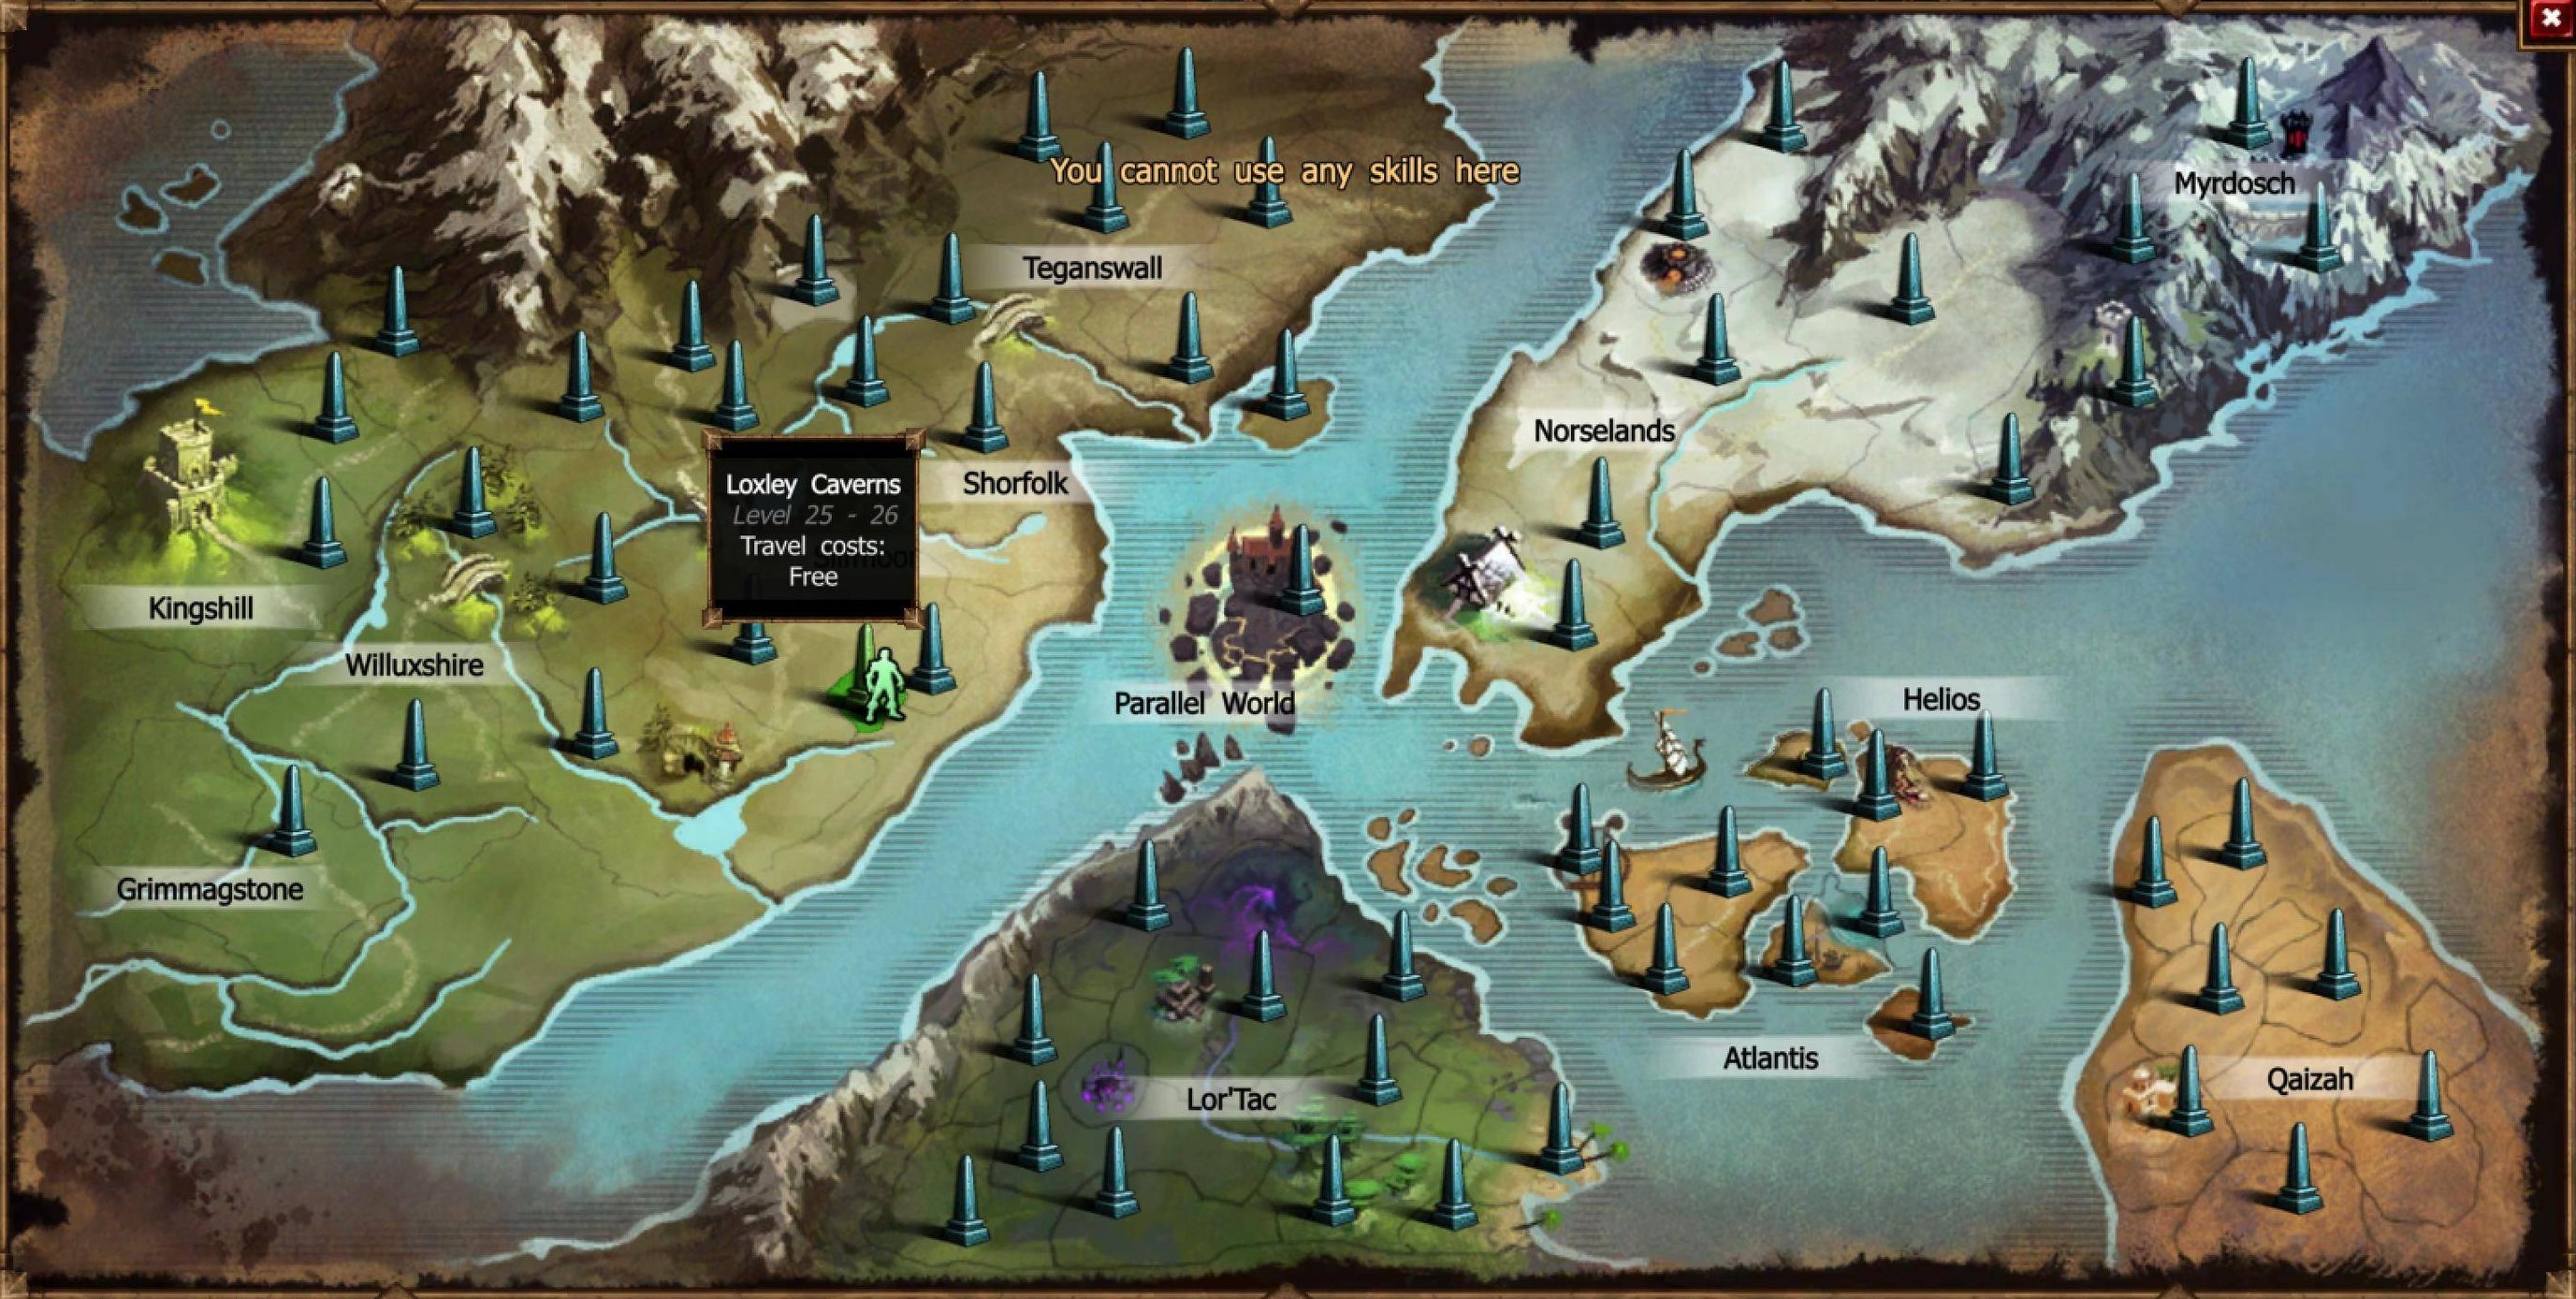 You cannot use any skills here
Myrdosch
Teganswall
Norselands
Loxley Caverns
Level 25 - 26
Travel costs:
Free
Shorfolk
Kingshill
Willuxshire
Parallel World
Helios
Grimmagstone
Atlantis
Qaizah
Lor'Tac